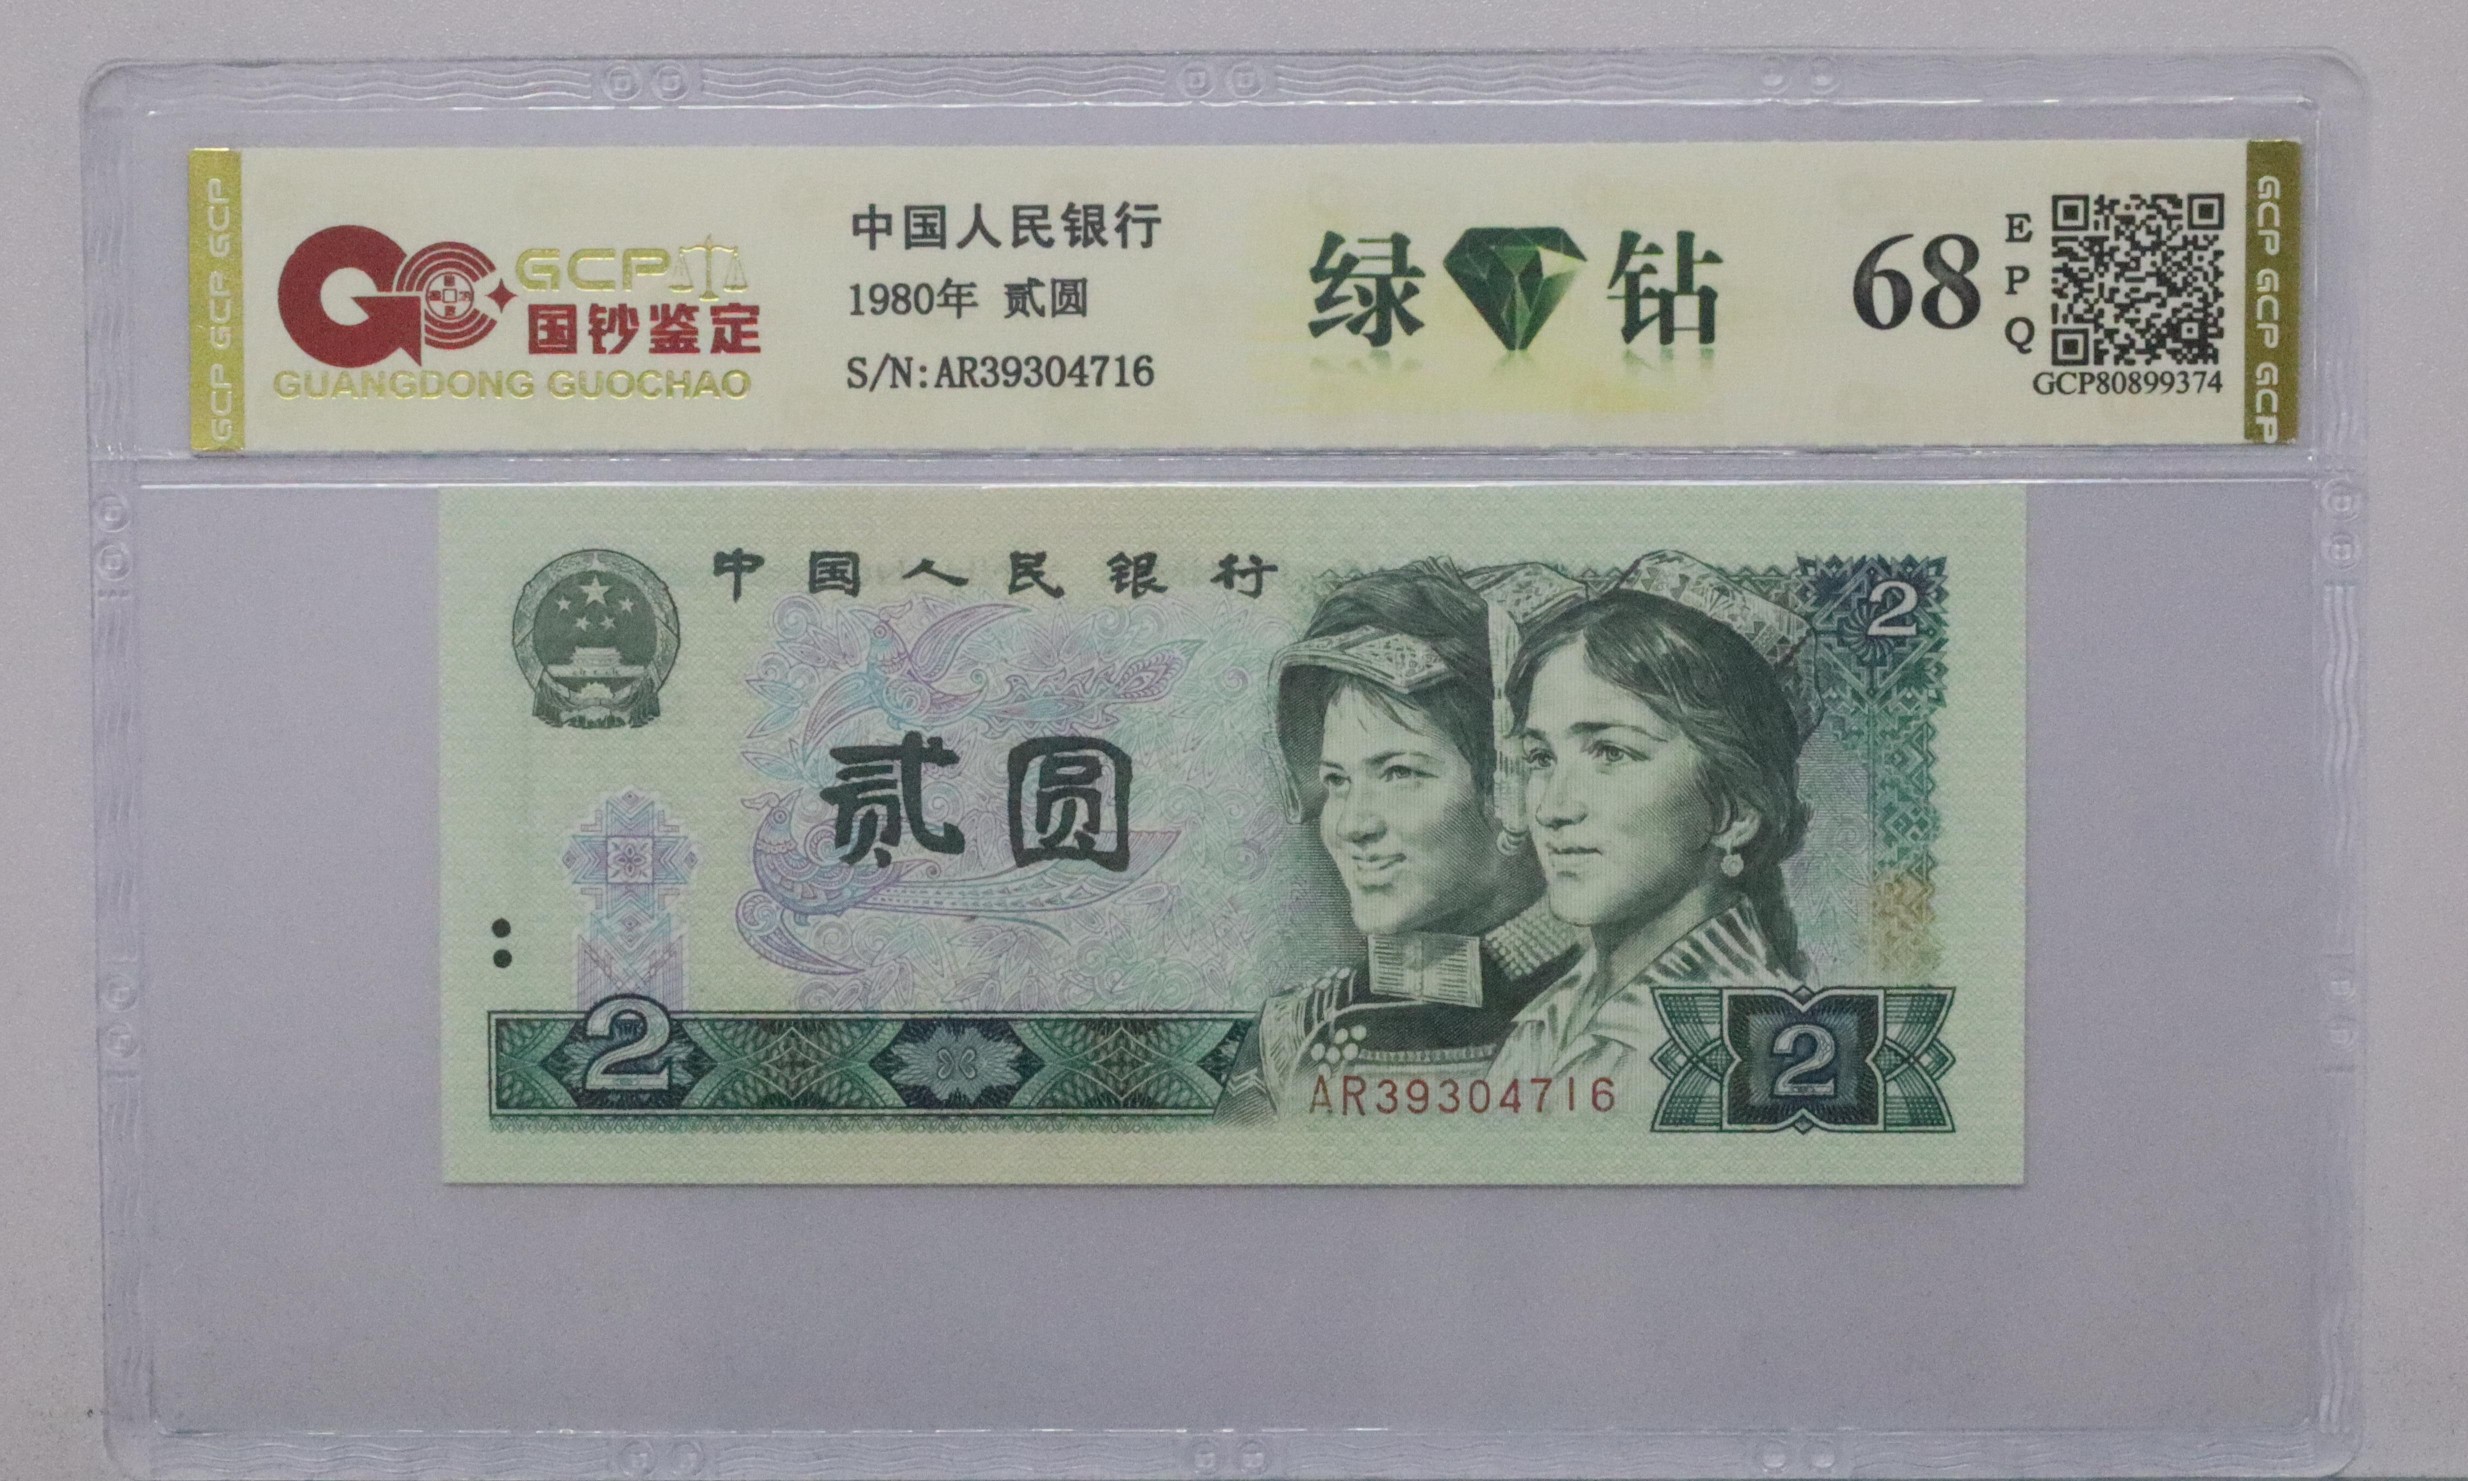 GCP GCP GCP
GCP
国钞鉴定
GUANGDONG GUOCHAO
中国人民银行
1980年 贰圆
S/N:AR39304716
绿钻
68
EPQ
GCP80899374
GCP GCP GCP
中国人民银行
2
贰圆
2
AR39304716
2